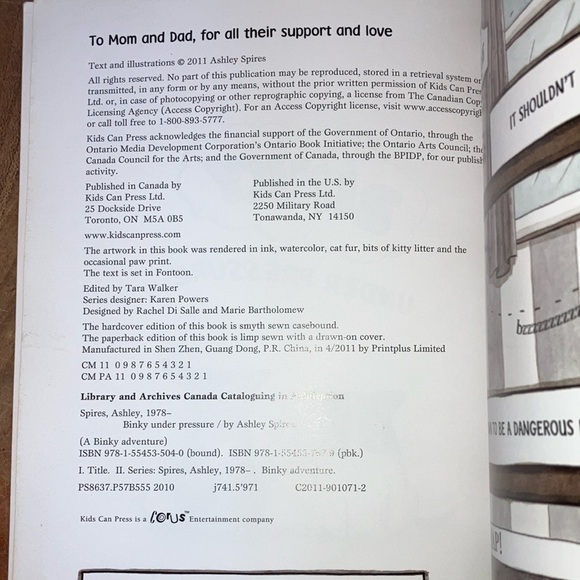 To Mom and Dad, for all their support and love
Text and illustrations © 2011 Ashley Spires
All rights reserved. No part of this publication may be reproduced, stored in a retrieval system or
transmitted, in any form or by any means, without the prior written permission of Kids Can
Ltd. or, in case of photocopying or other reprographic copying, a license from The Canadian
Licensing Agency (Access Copyright). For an Access Copyright license, visit
or call toll free to 1-800-893-5777.
Kids Can Press acknowledges the financial support of the Government of Ontario, through the
Ontario Media Development Corporation's Ontario Book Initiative; the Ontario Arts Council; the
Canada Council for the Arts; and the Government of Canada, through the BPIDP, for our
activity.
Published in Canada by
Kids Can Press Ltd.
25 Dockside Drive
Toronto, ON M5A 0B5
Published in the U.S. by
Kids Can Press Ltd.
2250 Military Road
Tonawanda, NY 14150
www.kidscanpress.com
The artwork in this book was rendered in ink, watercolor, cat fur, bits of kitty litter and the
occasional paw print.
The text is set in Fontoon.
Edited by Tara Walker
Series designer: Karen Powers
Designed by Rachel Di Salle and Marie Bartholomew
The hardcover edition of this book is smyth sewn casebound.
The paperback edition of this book is limp sewn with a drawn-on cover.
Manufactured in Shen Zhen, Guang Dong, P.R. China, in 4/2011 by Printplus Limited
CM 11 0 9 8 7 6 5 4 3 2 1
CM PA 11 0 9 8 7 6 5 4 3 2 1
Library and Archives Canada Cataloguing in
Spires, Ashley, 1978–
Binky under pressure / by Ashley Spires
(A Binky adventure)
ISBN 978-1-55453-504-0 (bound). ISBN (pbk.)
I. Title. II. Series: Spires, Ashley, 1978– . Binky adventure.
PS8637.P57B555 2010 j741.5'971 C2011-901071-2
Kids Can Press is a Corus™ Entertainment company
IT SHOULDN'T
BE A DANGEROUS